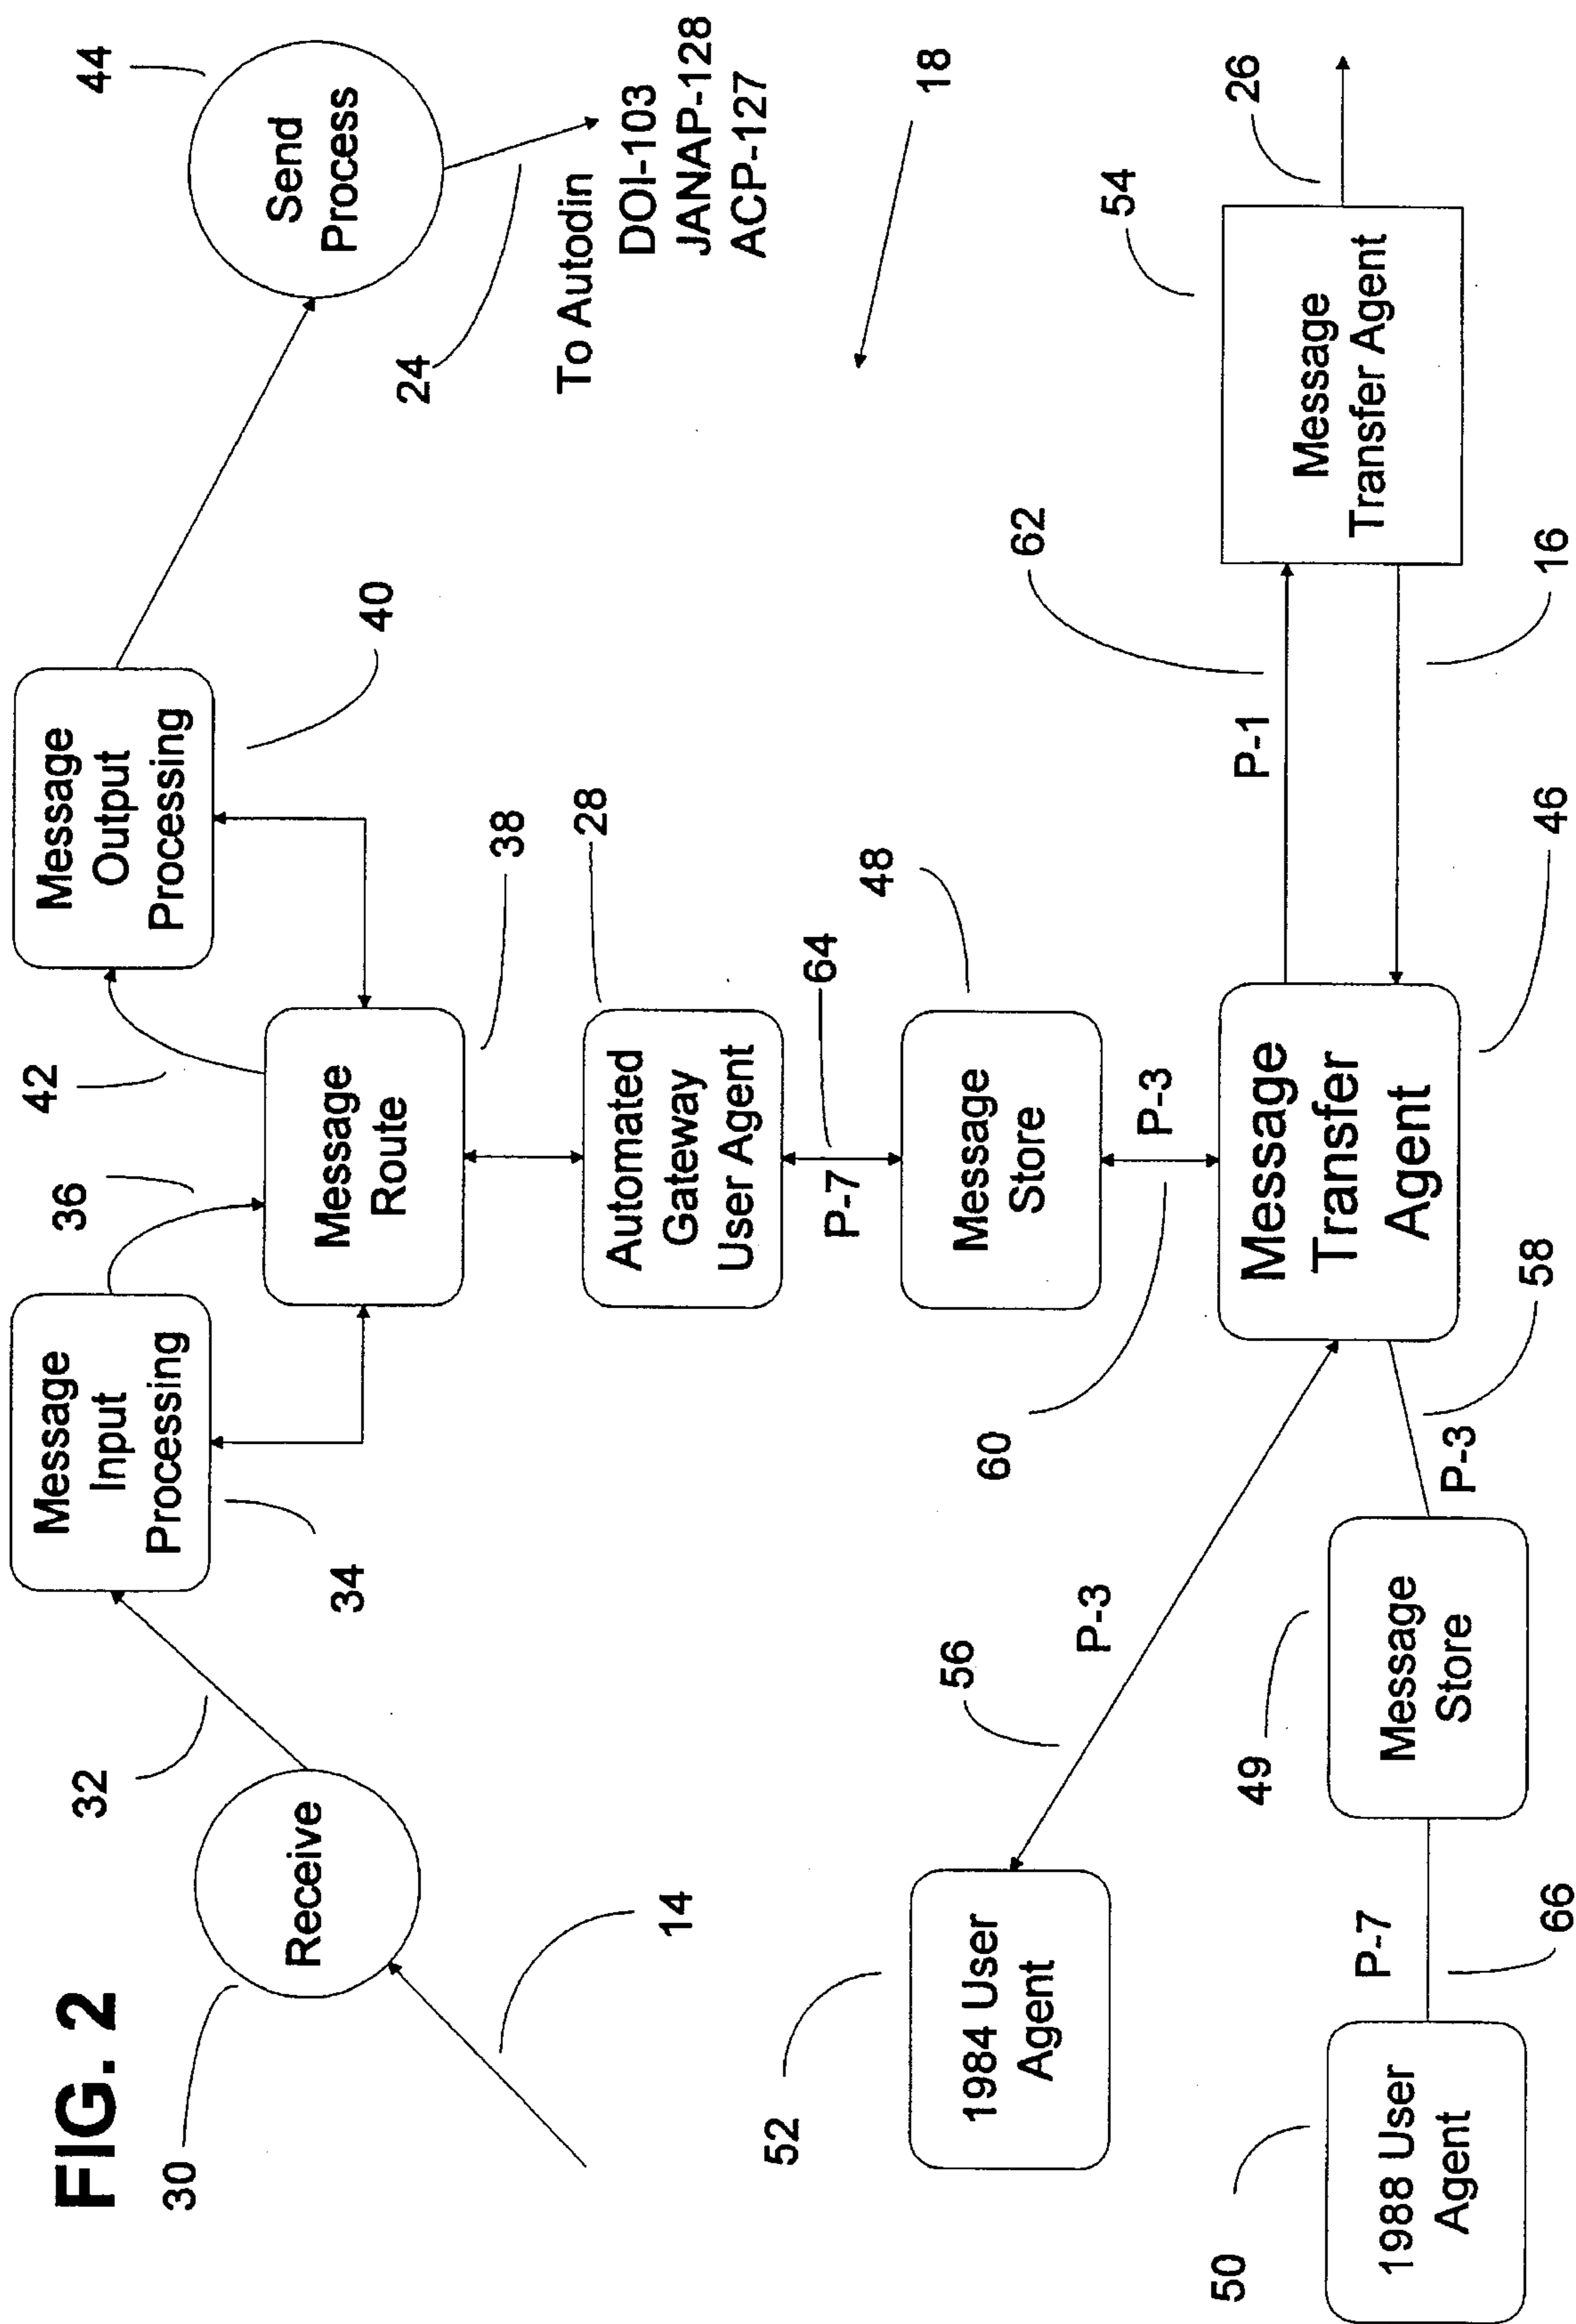 FIG. 2
30
Receive
14
32
Message
Input
Processing
34
36
42
Message
Output
Processing
40
Send
Process
44
24
To Autodin
DOI-103
JANAP-128
ACP-127
18
Message
Route
38
Automated
Gateway
User Agent
28
P-7
64
Message
Store
48
P-3
60
Message
Transfer
Agent
46
P-1
62
16
Message
Transfer Agent
54
26
52
1984 User
Agent
56
P-3
58
P-3
49
Message
Store
P-7
66
50
1988 User
Agent